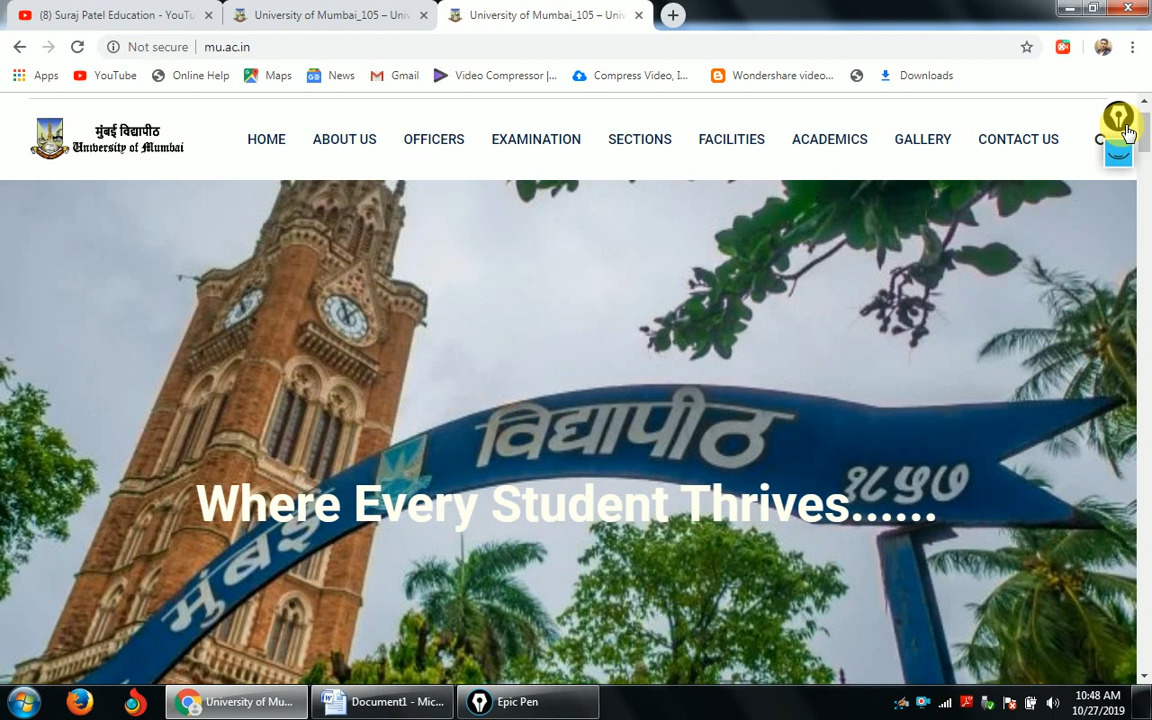 (8) Suraj Patel Education - YouTu
University of Mumbai_105 – Univ
University of Mumbai_105 – Univ
Not secure
mu.ac.in
Apps
YouTube
Online Help
Maps
News
Gmail
Video Compressor |...
Compress Video, I...
Wondershare video...
Downloads
मुंबई विद्यापीठ
University of Mumbai
HOME
ABOUT US
OFFICERS
EXAMINATION
SECTIONS
FACILITIES
ACADEMICS
GALLERY
CONTACT US
विद्यापीठ
१८५७
मुंबई
Where Every Student Thrives......
University of Mu...
Document1 - Mic...
Epic Pen
10:48 AM
10/27/2019